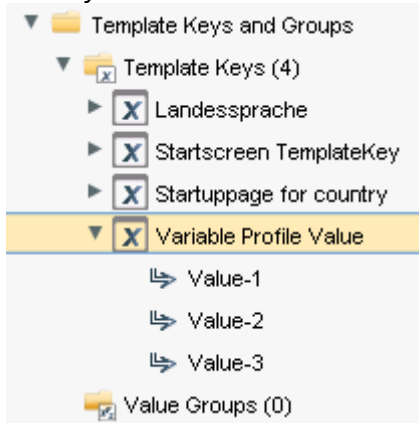 Template Keys and Groups
Template Keys (4)
Landessprache
Startscreen TemplateKey
Startuppage for country
Variable Profile Value
Value-1
Value-2
Value-3
Value Groups (0)